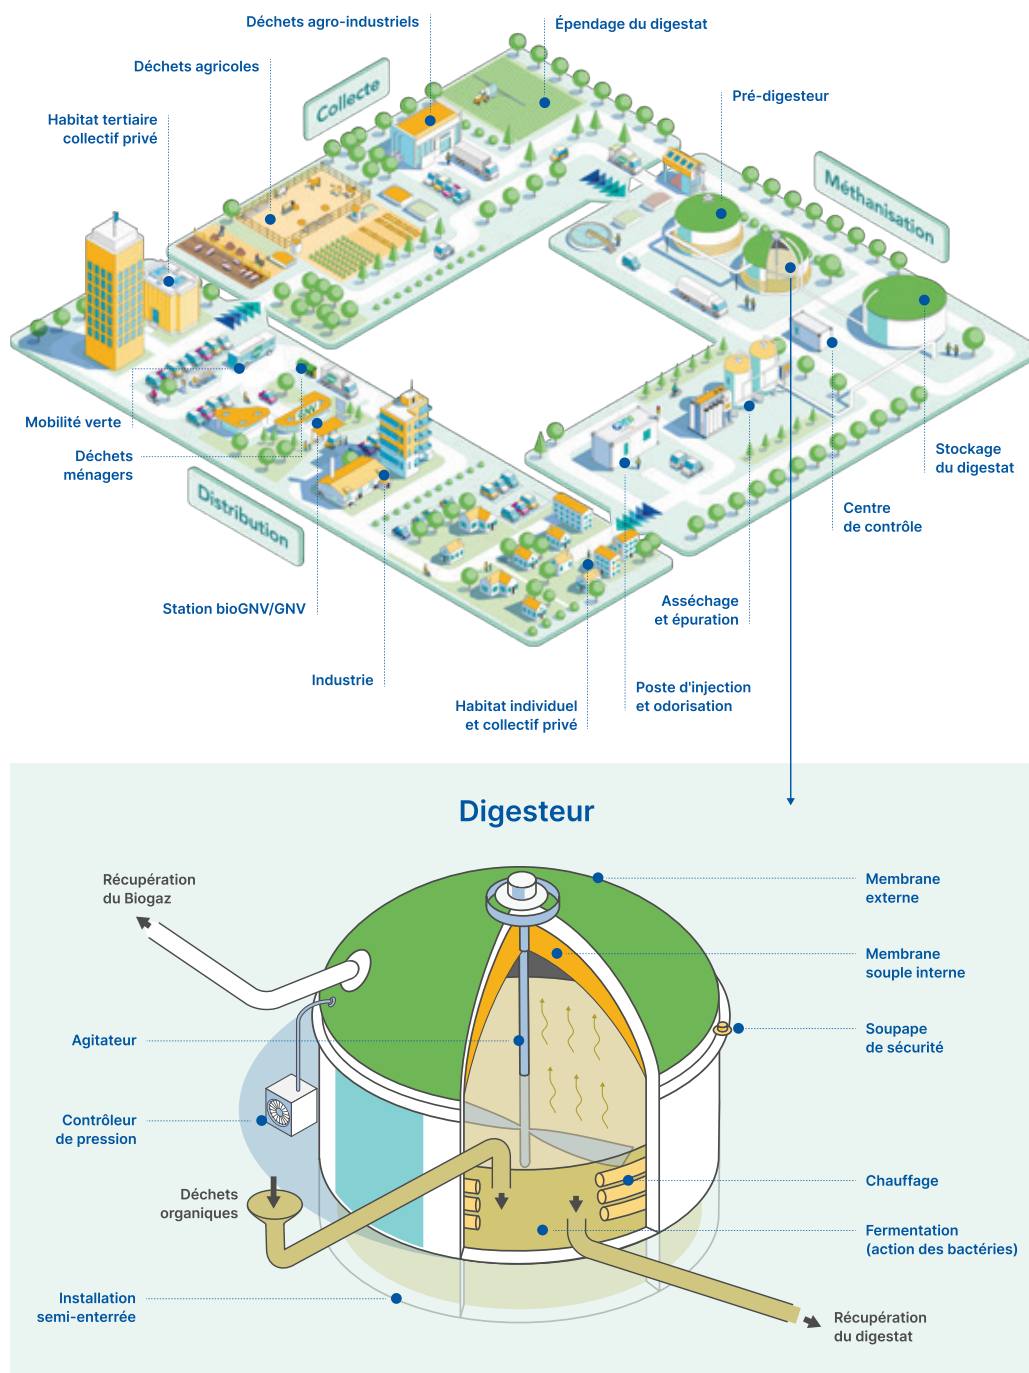 Déchets agro-industriels
Épendage du digestat
Déchets agricoles
Collecte
Pré-digesteur
Habitat tertiaire
collectif privé
Méthanisation
Mobilité verte
Déchets
ménagers
Distribution
Stockage
du digestat
Centre
de contrôle
Station bioGNV/GNV
Asséchage
et épuration
Industrie
Poste d'injection
et odorisation
Habitat individuel
et collectif privé
Digesteur
Récupération
du Biogaz
Membrane
externe
Membrane
souple interne
Soupape
de sécurité
Agitateur
Contrôleur
de pression
Chauffage
Déchets
organiques
Fermentation
(action des bactéries)
Installation
semi-enterrée
Récupération
du digestat